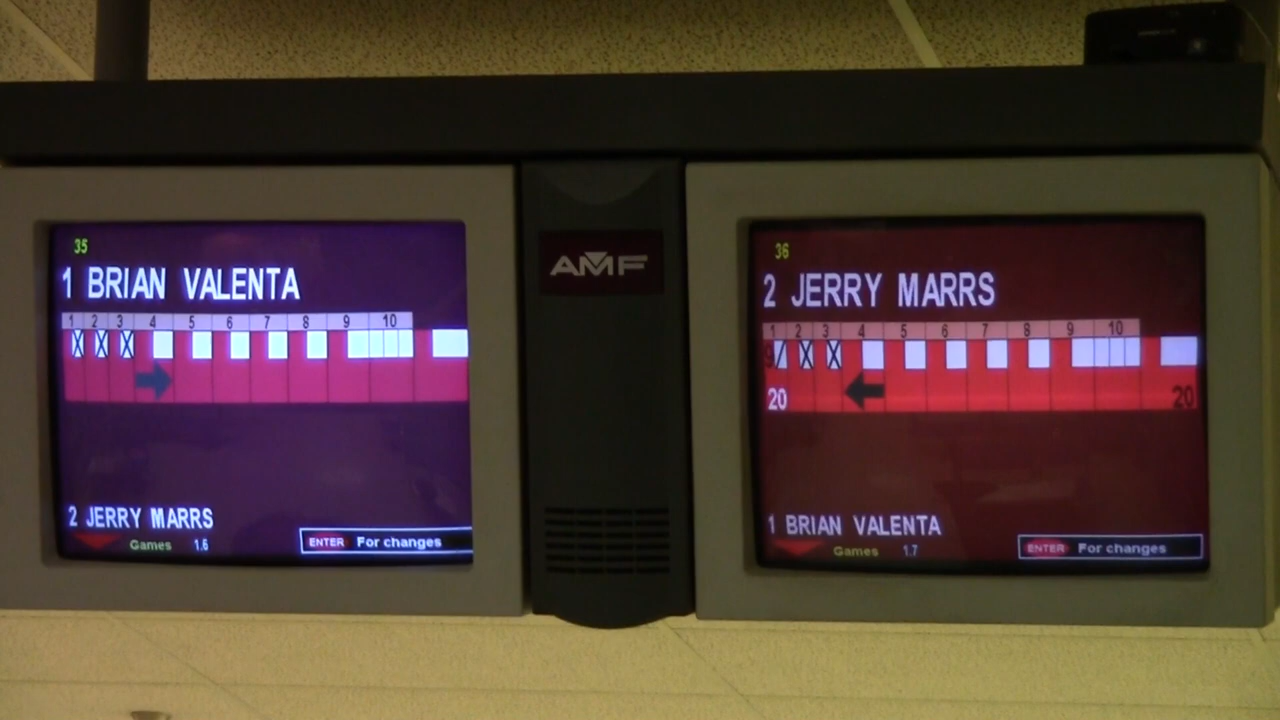 35
1 BRIAN VALENTA
1 2 3 4 5 6 7 8 9 10
X X X
2 JERRY MARRS
Games 1.6
ENTER For changes
AMF
36
2 JERRY MARRS
1 2 3 4 5 6 7 8 9 10
9 / X X
20 20
1 BRIAN VALENTA
Games 1.7
ENTER For changes